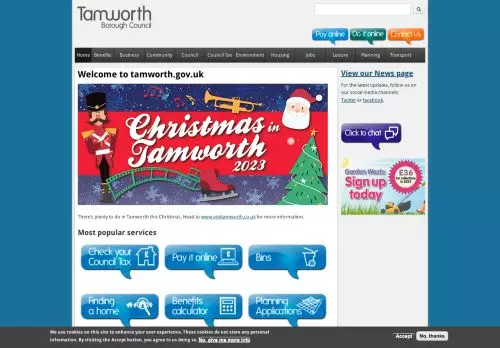 Tamworth
Borough Council
Pay online
Do it online
Contact us
Home Benefits Business Community Council Council Tax Environment Housing Jobs Leisure Planning Transport
Welcome to tamworth.gov.uk
Christmas in
Tamworth
2023
There's plenty to do in Tamworth this Christmas. Head to www.visittamworth.co.uk for more information.
Most popular services
Check your
Council Tax
Pay it online
Bins
Finding
a home
Benefits
calculator
Planning
Applications
View our News page
For the latest updates, follow us on
our social media channels:
Twitter or Facebook.
Click to chat
Garden Waste
Sign up
today
£36
for collections
in 2024
We use cookies on this site to enhance your user experience. These cookies do not store any personal
information. By clicking the Accept button, you agree to us doing so. No, give me more info
Accept
No, thanks